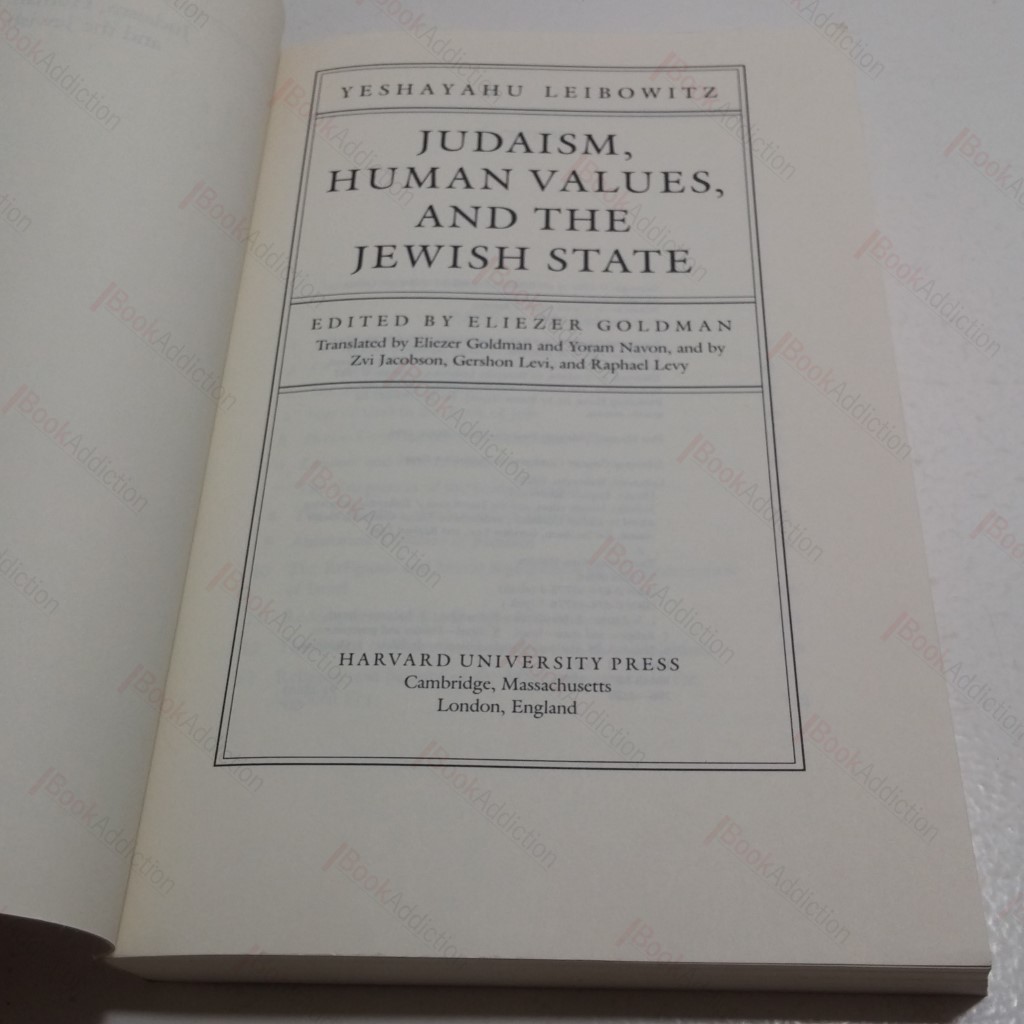 YESHAYAHU LEIBOWITZ
JUDAISM,
HUMAN VALUES,
AND THE
JEWISH STATE
EDITED BY ELIEZER GOLDMAN
Translated by Eliezer Goldman and Yoram Navon, and by
Zvi Jacobson, Gershon Levi, and Raphael Levy
HARVARD UNIVERSITY PRESS
Cambridge, Massachusetts
London, England
BookAddiction